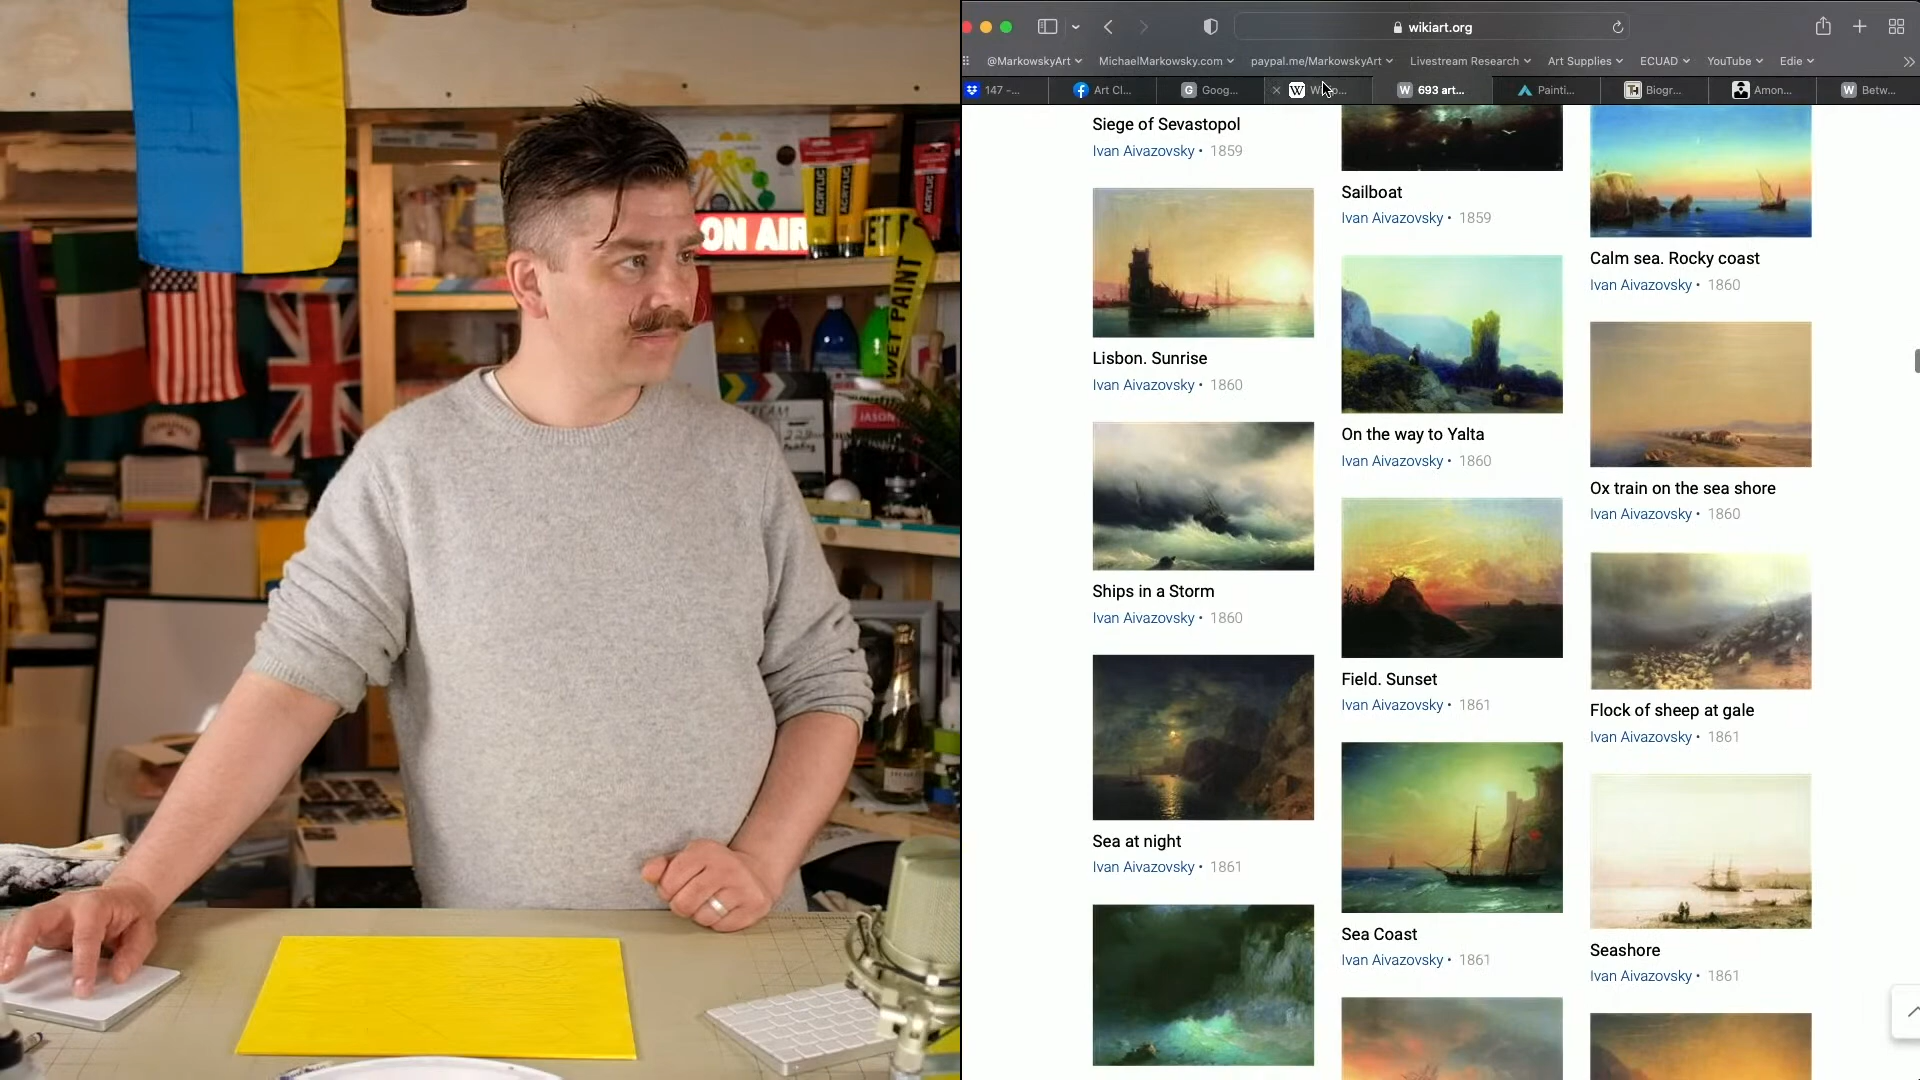 ON AIR
ACRYLIC
ACRYLIC
WET PAINT
JASON
wikiart.org
@MarkowskyArt
MichaelMarkowsky.com
paypal.me/MarkowskyArt
Livestream Research
Art Supplies
ECUAD
YouTube
Edie
147 -...
Art Cl...
Goog...
693 art...
Painti...
Biogr...
Amon...
Betw...
Siege of Sevastopol
Ivan Aivazovsky • 1859
Lisbon. Sunrise
Ivan Aivazovsky • 1860
Ships in a Storm
Ivan Aivazovsky • 1860
Sea at night
Ivan Aivazovsky • 1861
Sailboat
Ivan Aivazovsky • 1859
On the way to Yalta
Ivan Aivazovsky • 1860
Field. Sunset
Ivan Aivazovsky • 1861
Sea Coast
Ivan Aivazovsky • 1861
Calm sea. Rocky coast
Ivan Aivazovsky • 1860
Ox train on the sea shore
Ivan Aivazovsky • 1860
Flock of sheep at gale
Ivan Aivazovsky • 1861
Seashore
Ivan Aivazovsky • 1861